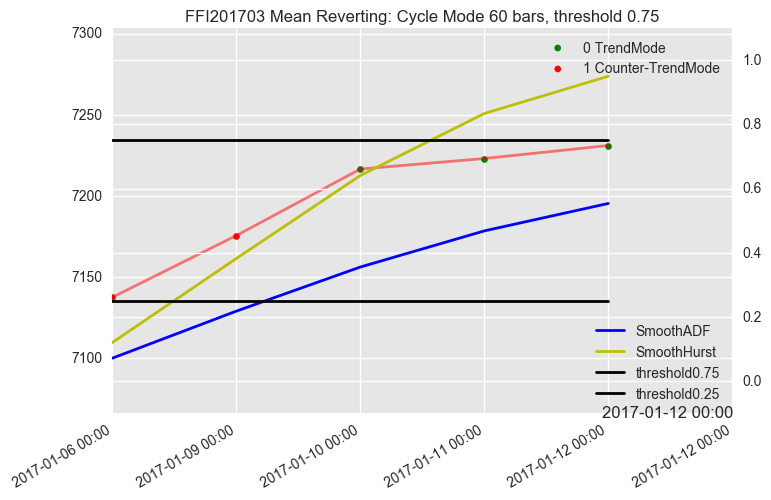 FFI201703 Mean Reverting: Cycle Mode 60 bars, threshold 0.75
7300
7250
7200
7150
7100
0 TrendMode
1 Counter-TrendMode
1.0
0.8
0.6
0.4
0.2
0.0
SmoothADF
SmoothHurst
threshold0.75
threshold0.25
2017-01-12 00:00
2017-01-06 00:00
2017-01-09 00:00
2017-01-10 00:00
2017-01-11 00:00
2017-01-12 00:00
2017-01-12 00:00